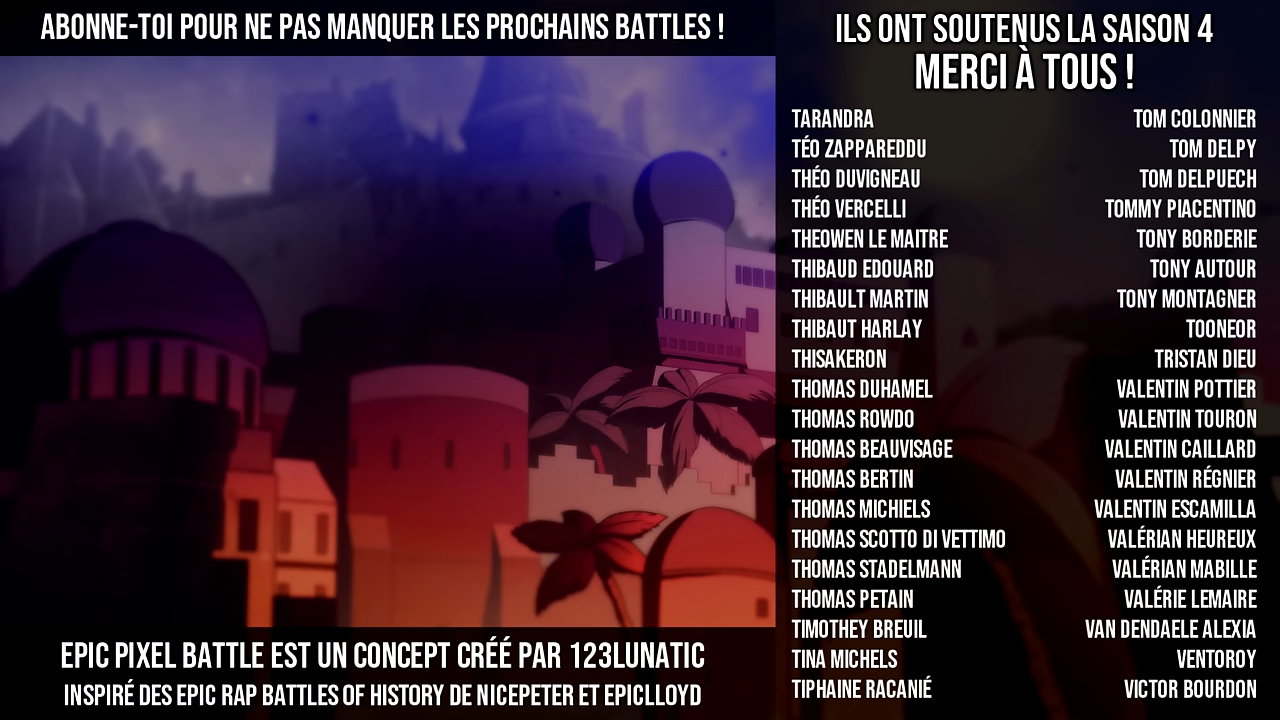 ABONNE-TOI POUR NE PAS MANQUER LES PROCHAINS BATTLES !
EPIC PIXEL BATTLE EST UN CONCEPT CRÉÉ PAR 123LUNATIC
INSPIRÉ DES EPIC RAP BATTLES OF HISTORY DE NICEPETER ET EPICLLOYD
ILS ONT SOUTENUS LA SAISON 4
MERCI À TOUS !
TARANDRA
TÉO ZAPPAREDDU
THÉO DUVIGNEAU
THÉO VERCELLI
THEOWEN LE MAITRE
THIBAUD EDOUARD
THIBAULT MARTIN
THIBAUT HARLAY
THISAKERON
THOMAS DUHAMEL
THOMAS ROWDO
THOMAS BEAUVISAGE
THOMAS BERTIN
THOMAS MICHIELS
THOMAS SCOTTO DI VETTIMO
THOMAS STADELMANN
THOMAS PETAIN
TIMOTHEY BREUIL
TINA MICHELS
TIPHAINE RACANIÉ
TOM COLONNIER
TOM DELPY
TOM DELPUECH
TOMMY PIACENTINO
TONY BORDERIE
TONY AUTOUR
TONY MONTAGNER
TOONEOR
TRISTAN DIEU
VALENTIN POTTIER
VALENTIN TOURON
VALENTIN CAILLARD
VALENTIN RÉGNIER
VALENTIN ESCAMILLA
VALÉRIAN HEUREUX
VALÉRIAN MABILLE
VALÉRIE LEMAIRE
VAN DENDAELE ALEXIA
VENTOROY
VICTOR BOURDON